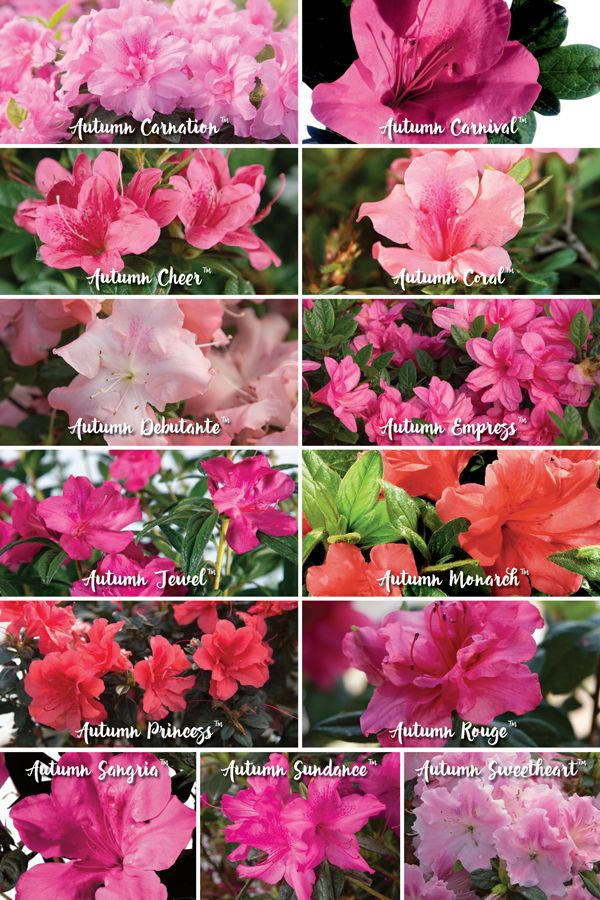 Autumn Carnation™
Autumn Carnival™
Autumn Cheer™
Autumn Coral™
Autumn Debutante™
Autumn Empress™
Autumn Jewel™
Autumn Monarch™
Autumn Princess™
Autumn Rouge™
Autumn Sangria™
Autumn Sundance™
Autumn Sweetheart™